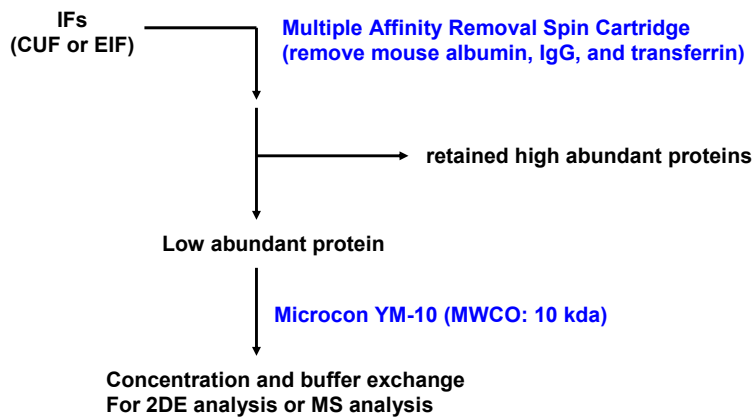 IFs
(CUF or EIF)
Multiple Affinity Removal Spin Cartridge
(remove mouse albumin, IgG, and transferrin)
retained high abundant proteins
Low abundant protein
Microcon YM-10 (MWCO: 10 kda)
Concentration and buffer exchange
For 2DE analysis or MS analysis